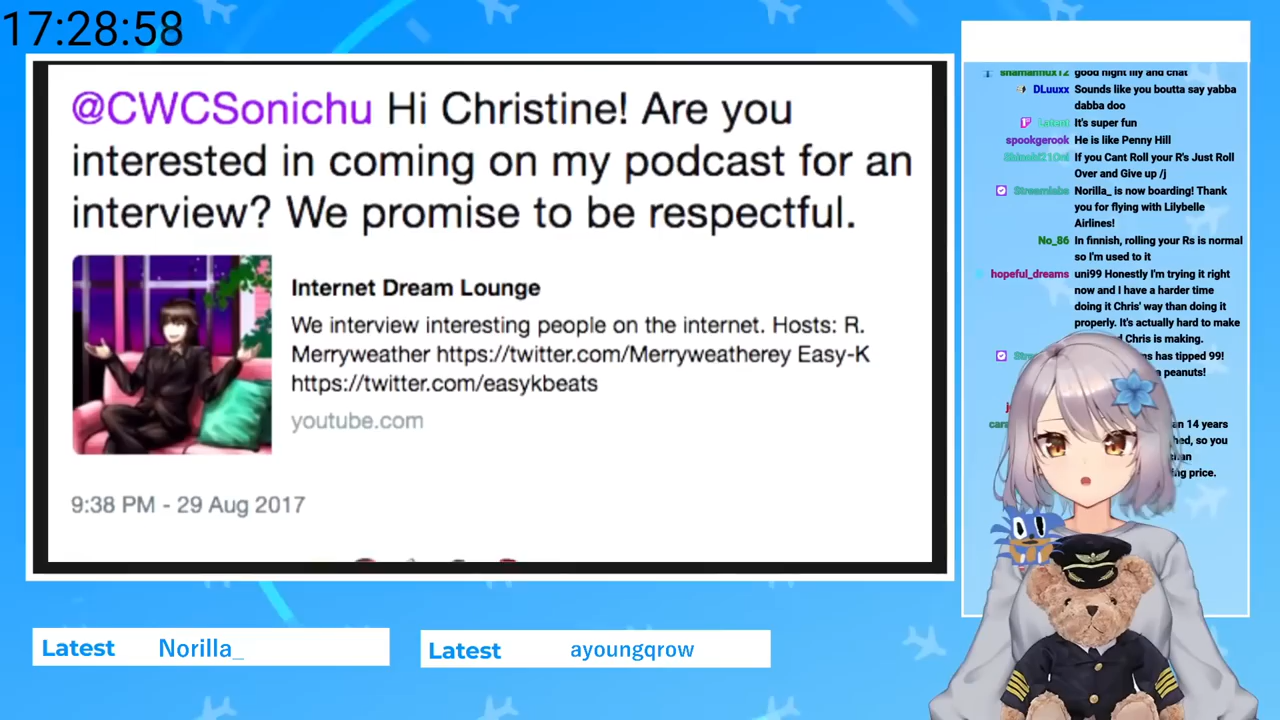 17:28:58
@CWCSonichu Hi Christine! Are you
interested in coming on my podcast for an
interview? We promise to be respectful.
Internet Dream Lounge
We interview interesting people on the internet. Hosts: R.
Merryweather https://twitter.com/Merryweatherey Easy-K
https://twitter.com/easykbeats
youtube.com
9:38 PM - 29 Aug 2017
Latest Norilla_
Latest ayoungqrow
good night lily and chat
DLuuxx Sounds like you boutta say yabba
dabba doo
Latent It's super fun
spookgerook He is like Penny Hill
If you Cant Roll your R's Just Roll
Over and Give up /j
Streamlabs Norilla_ is now boarding! Thank
you for flying with Lilybelle
Airlines!
No_86 In finnish, rolling your Rs is normal
so I'm used to it
hopeful_dreams uni99 Honestly I'm trying it right
now and I have a harder time
doing it Chris' way than doing it
properly. It's actually hard to make
Chris is making.
has tipped 99!
peanuts!
14 years
so you
price.